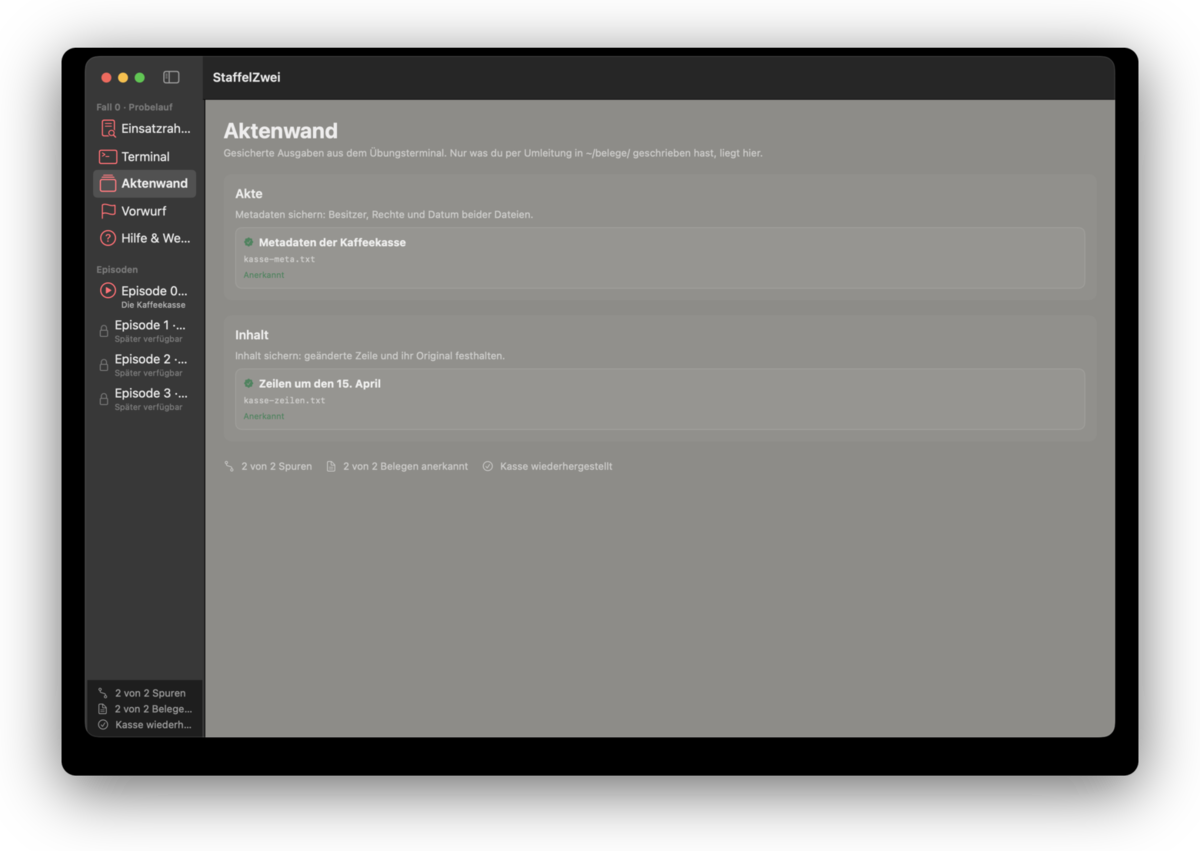 StaffelZwei
Fall 0 · Probelauf
Einsatzrah...
Terminal
Aktenwand
Vorwurf
Hilfe & We...
Episoden
Episode 0...
Die Kaffeekasse
Episode 1 ·...
Später verfügbar
Episode 2 ·...
Später verfügbar
Episode 3 ·...
Später verfügbar
2 von 2 Spuren
2 von 2 Belege...
Kasse wiederh...
Aktenwand
Gesicherte Ausgaben aus dem Übungsterminal. Nur was du per Umleitung in ~/belege/ geschrieben hast, liegt hier.
Akte
Metadaten sichern: Besitzer, Rechte und Datum beider Dateien.
Metadaten der Kaffeekasse
kasse-meta.txt
Anerkannt
Inhalt
Inhalt sichern: geänderte Zeile und ihr Original festhalten.
Zeilen um den 15. April
kasse-zeilen.txt
Anerkannt
2 von 2 Spuren 2 von 2 Belegen anerkannt Kasse wiederhergestellt